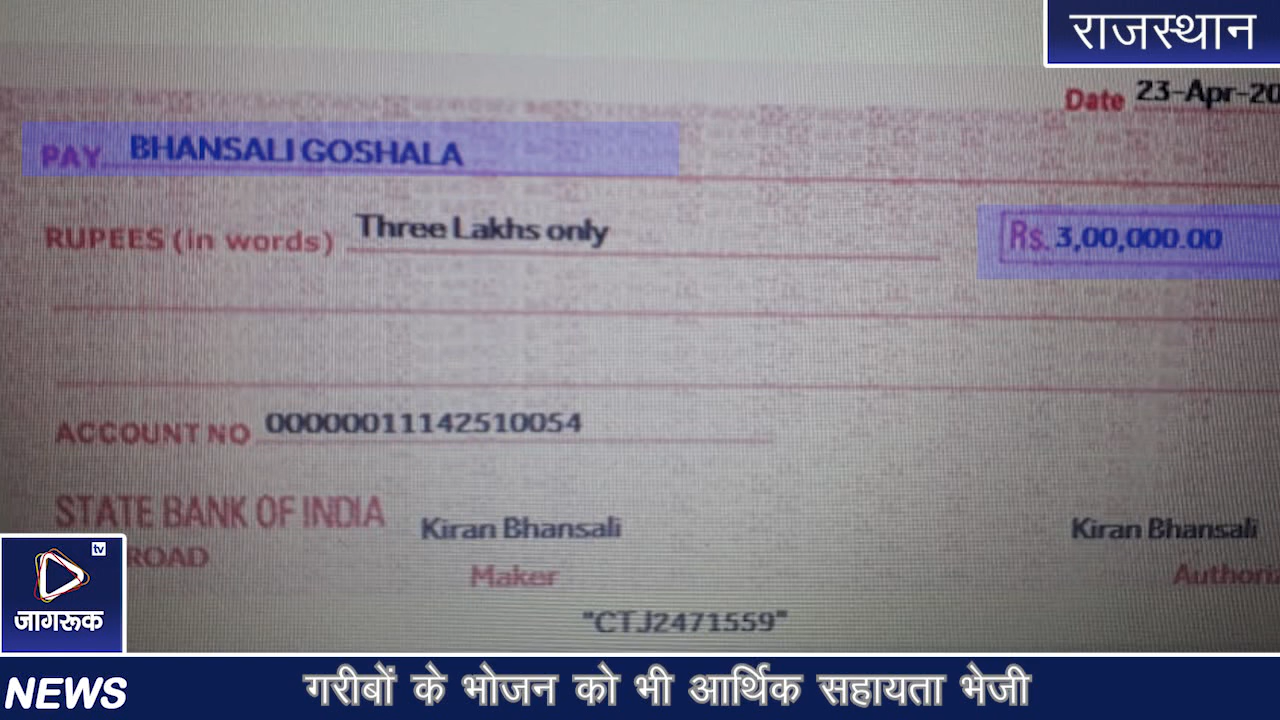 राजस्थान
Date 23-Apr-20
PAY BHANSALI GOSHALA
RUPEES (in words) Three Lakhs only
Rs. 3,00,000.00
ACCOUNT NO 00000011142510054
STATE BANK OF INDIA
ROAD
Kiran Bhansali
Maker
Kiran Bhansali
Authoriz
"CTJ2471559"
tv
जागरूक
NEWS
गरीबों के भोजन को भी आर्थिक सहायता भेजी